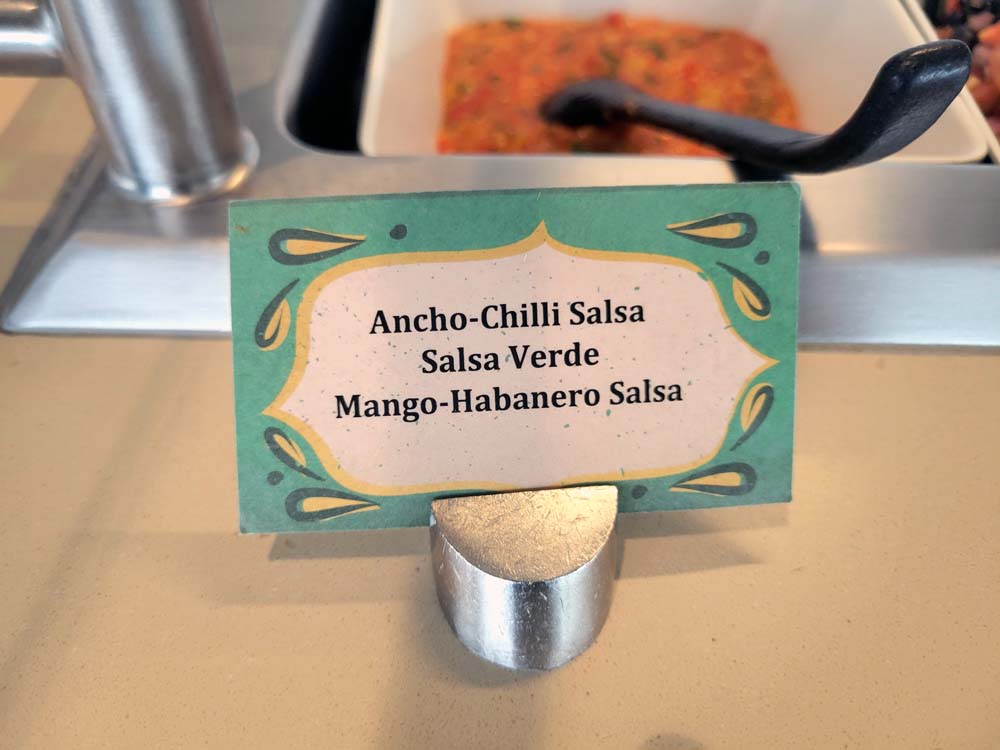 Ancho-Chilli Salsa
Salsa Verde
Mango-Habanero Salsa